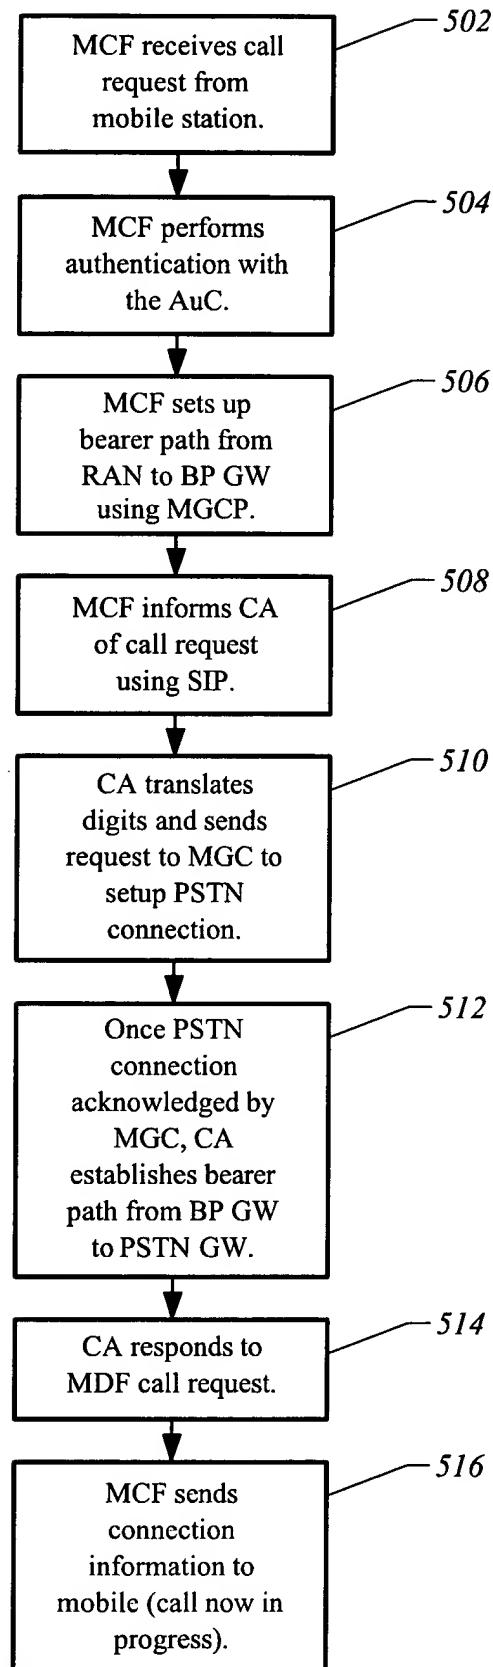 502
MCF receives call
request from
mobile station.
504
MCF performs
authentication with
the AuC.
506
MCF sets up
bearer path from
RAN to BP GW
using MGCP.
508
MCF informs CA
of call request
using SIP.
510
CA translates
digits and sends
request to MGC to
setup PSTN
connection.
512
Once PSTN
connection
acknowledged by
MGC, CA
establishes bearer
path from BP GW
to PSTN GW.
514
CA responds to
MDF call request.
516
MCF sends
connection
information to
mobile (call now in
progress).